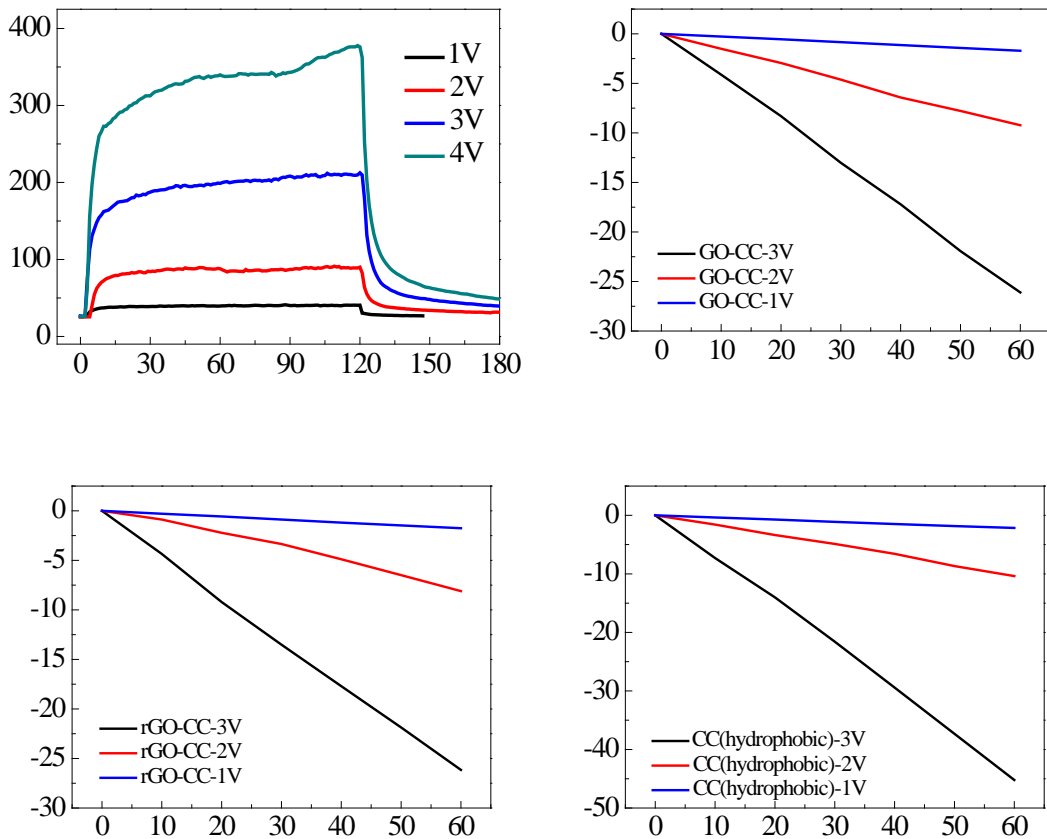 400
300
200
100
0
1V
2V
3V
4V
0 30 60 90 120 150 180
0
-5
-10
-15
-20
-25
-30
GO-CC-3V
GO-CC-2V
GO-CC-1V
0 10 20 30 40 50 60
0
-5
-10
-15
-20
-25
-30
rGO-CC-3V
rGO-CC-2V
rGO-CC-1V
0 10 20 30 40 50 60
0
-10
-20
-30
-40
-50
CC(hydrophobic)-3V
CC(hydrophobic)-2V
CC(hydrophobic)-1V
0 10 20 30 40 50 60